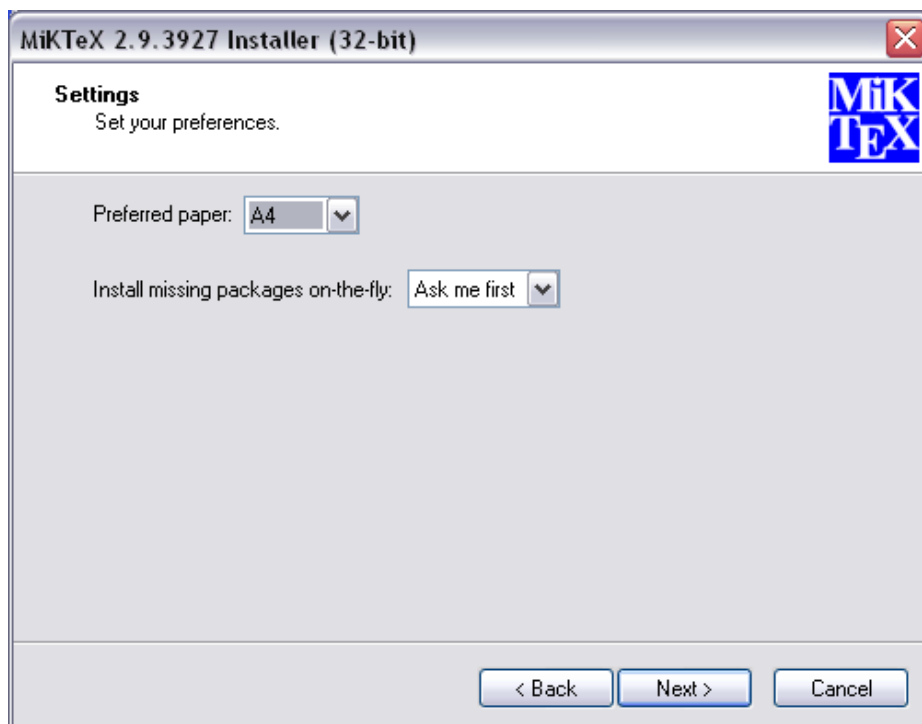 MiKTeX 2.9.3927 Installer (32-bit)
Settings
Set your preferences.
MiK
TEX
Preferred paper: A4
Install missing packages on-the-fly: Ask me first
< Back Next > Cancel